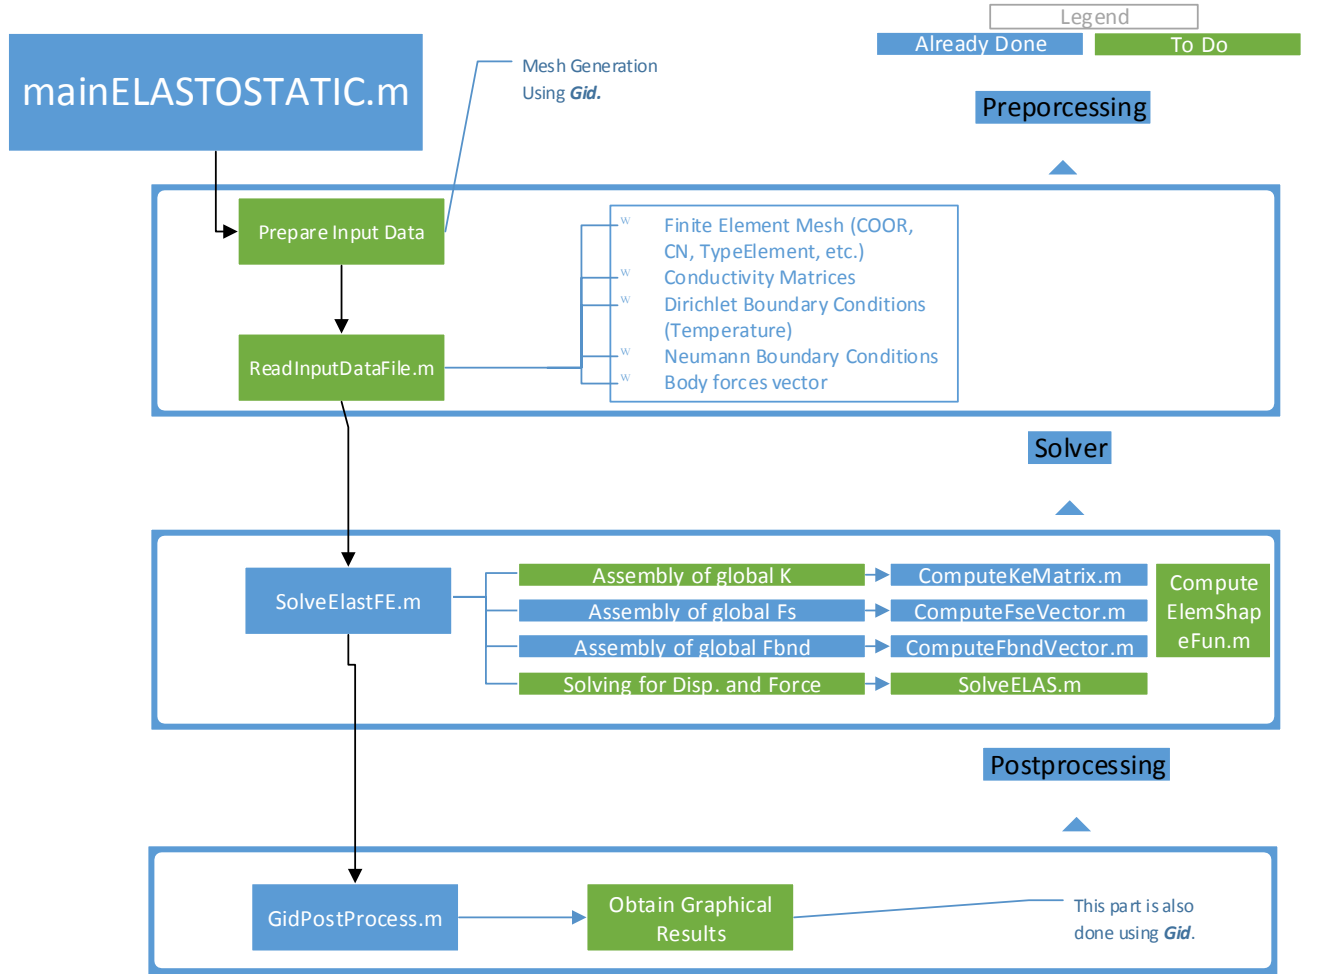 Legend
Already Done
To Do
mainELASTOSTATIC.m
Mesh Generation
Using Gid.
Preporcessing
Prepare Input Data
ReadInputDataFile.m
W Finite Element Mesh (COOR,
CN, TypeElement, etc.)
W Conductivity Matrices
W Dirichlet Boundary Conditions
(Temperature)
W Neumann Boundary Conditions
W Body forces vector
Solver
SolveElastFE.m
Assembly of global K
ComputeKeMatrix.m
Assembly of global Fs
ComputeFseVector.m
Assembly of global Fbnd
ComputeFbndVector.m
Solving for Disp. and Force
SolveELAS.m
Compute
ElemShap
eFun.m
Postprocessing
GidPostProcess.m
Obtain Graphical
Results
This part is also
done using Gid.